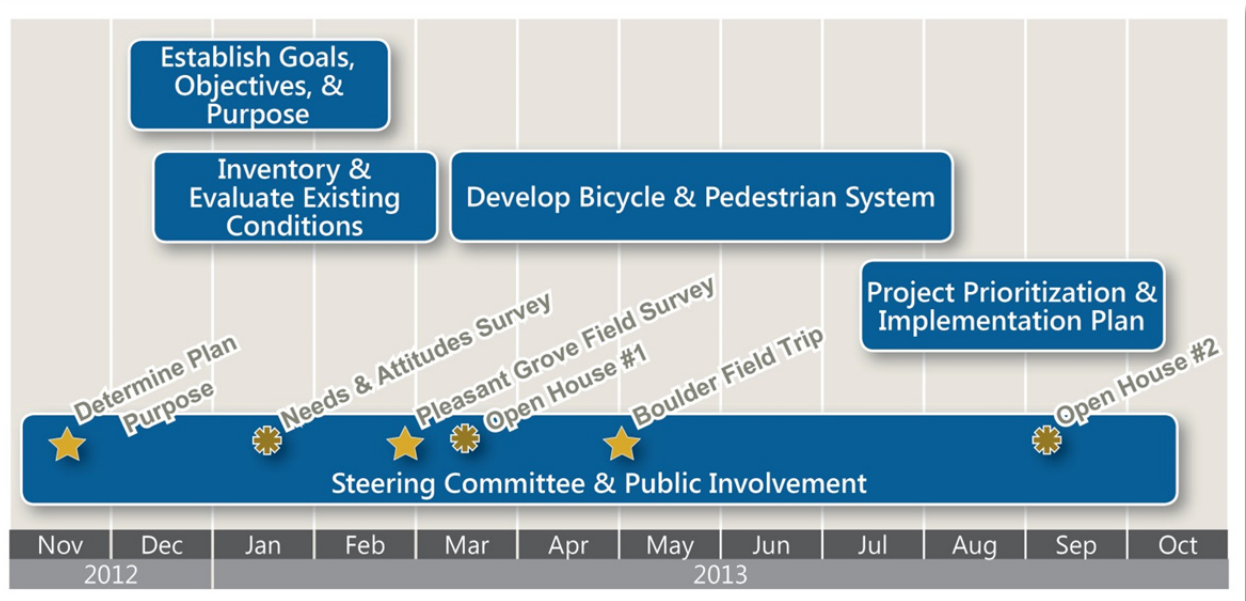 Establish Goals,
Objectives, &
Purpose
Inventory &
Evaluate Existing
Conditions
Develop Bicycle & Pedestrian System
Project Prioritization &
Implementation Plan
Determine Plan
Purpose
Needs & Attitudes Survey
Pleasant Grove Field Survey
Open House #1
Boulder Field Trip
Open House #2
Steering Committee & Public Involvement
Nov Dec Jan Feb Mar Apr May Jun Jul Aug Sep Oct
2012 2013